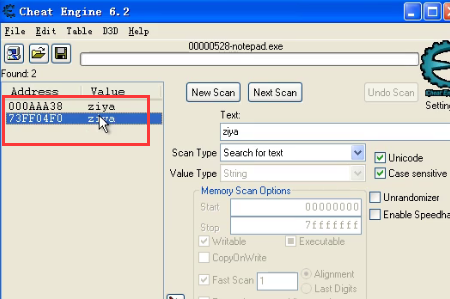 Cheat Engine 6.2
File Edit Table D3D Help
00000528-notepad.exe
Found: 2
Address Value
000AAA38 ziya
73FF04F0 ziya
New Scan Next Scan Undo Scan
Text:
ziya
Scan Type Search for text
Value Type String
Memory Scan Options
Start 00000000
Stop 7fffffff
Writable Executable
CopyOnWrite
Fast Scan 1 Alignment
Last Digits
Unicode
Case sensitive
Unrandomizer
Enable Speedha
Setting